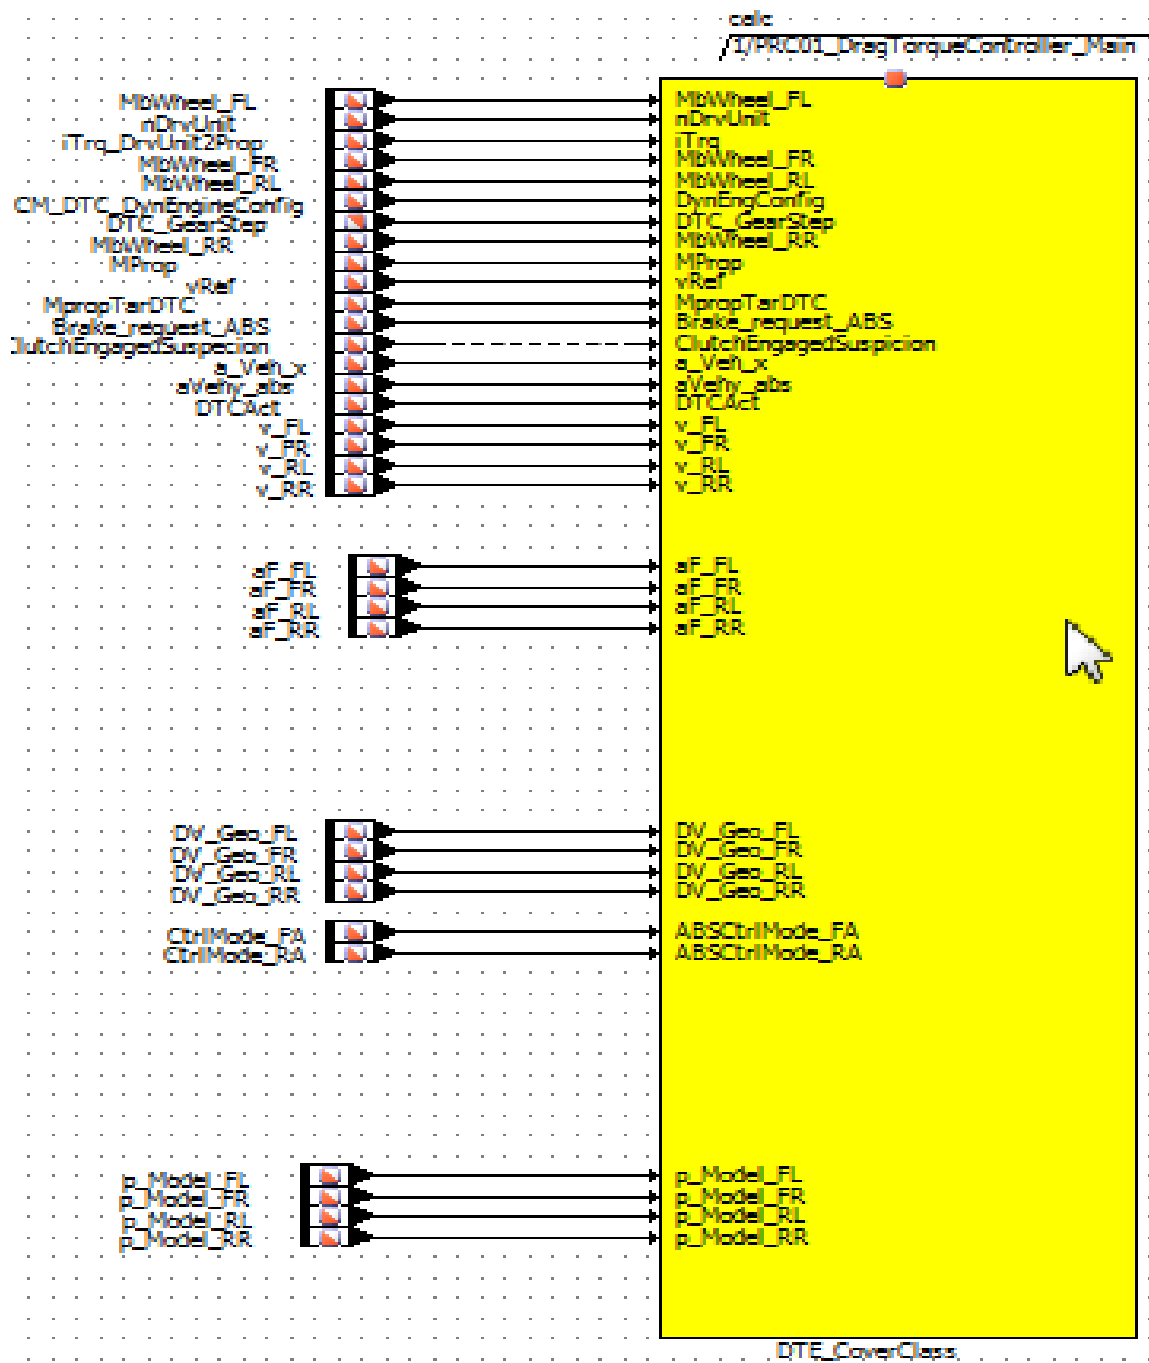 calc
1/PRC01_DragTorqueController_Main
MbWheel_FL MbWheel_FL
nDrvUnit nDrvUnit
iTrq_DrvUnit2Prop iTrq
MbWheel_FR MbWheel_FR
MbWheel_RL MbWheel_RL
CM_DTC_DynEngineConfig DynEngConfig
DTC_GearStep DTC_GearStep
MbWheel_RR MbWheel_RR
MProp MProp
vRef vRef
MpropTarDTC MpropTarDTC
Brake_request_ABS Brake_request_ABS
ClutchEngagedSuspecion ClutchEngagedSuspicion
a_Veh_x a_Veh_x
aVehy_abs aVehy_abs
DTCAct DTCAct
v_FL v_FL
v_FR v_FR
v_RL v_RL
v_RR v_RR
aF_FL aF_FL
aF_FR aF_FR
aF_RL aF_RL
aF_RR aF_RR
DV_Geo_FL DV_Geo_FL
DV_Geo_FR DV_Geo_FR
DV_Geo_RL DV_Geo_RL
DV_Geo_RR DV_Geo_RR
CtrlMode_FA ABSCtrlMode_FA
CtrlMode_RA ABSCtrlMode_RA
p_Model_FL p_Model_FL
p_Model_FR p_Model_FR
p_Model_RL p_Model_RL
p_Model_RR p_Model_RR
DTE_CoverClass